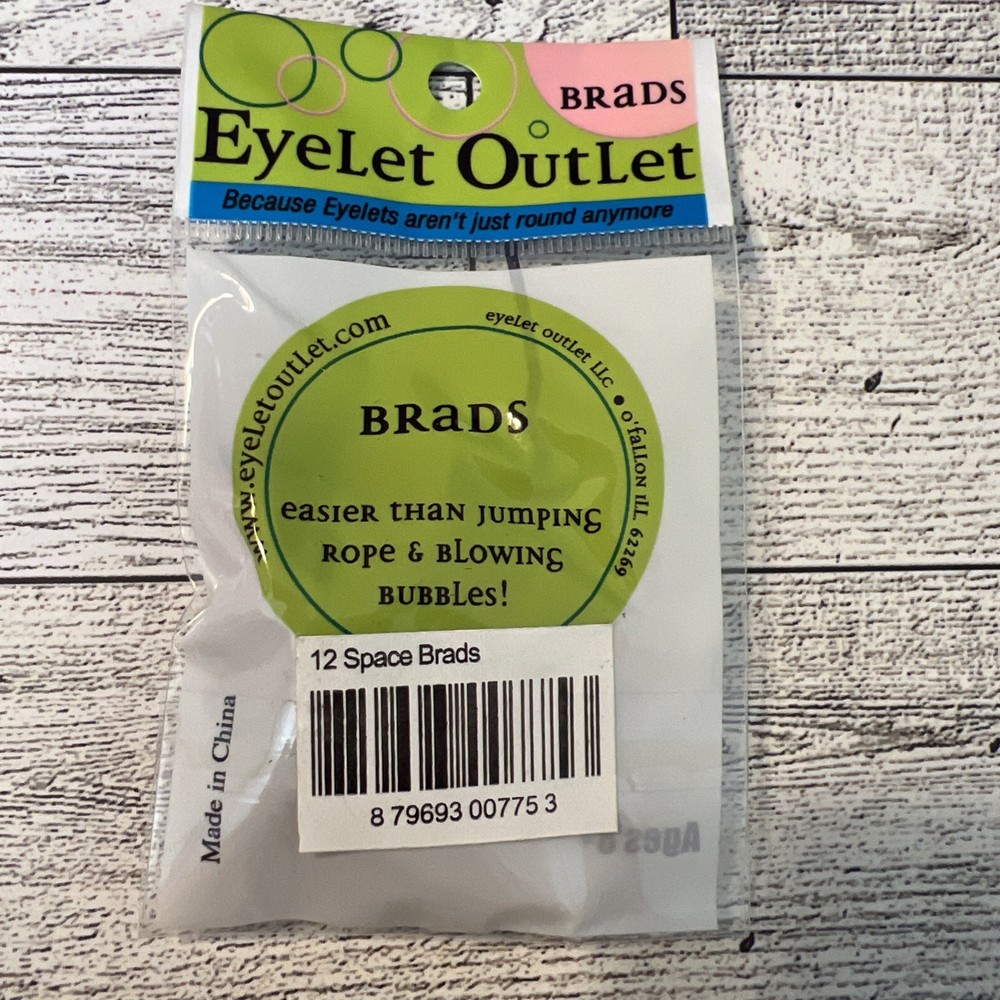 BRaDS
EyeLet OutLet
Because Eyelets aren't just round anymore
www.eyeLetoutLet.com
eyeLet outLet LLc • o'faLLon ILL 62269
BRaDS
easier than jumping
rope & blowing
bubbles!
12 Space Brads
8 79693 00775 3
Made in China
Ages